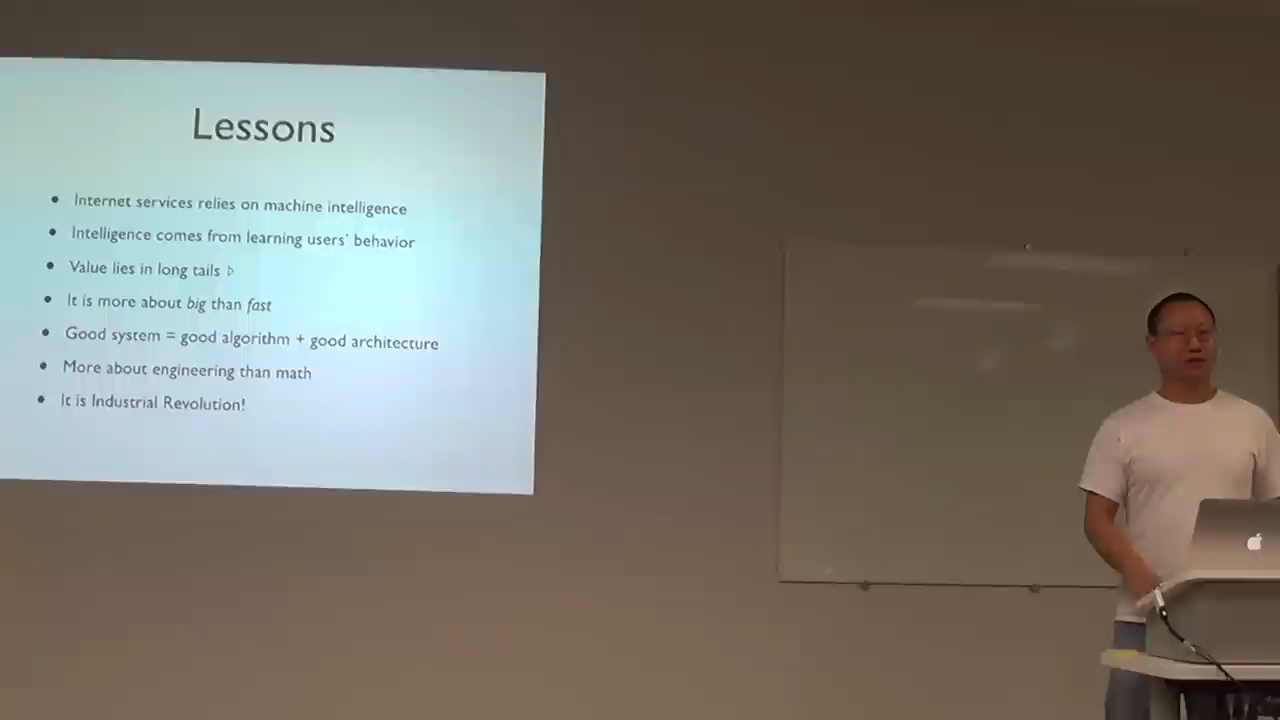 Lessons
• Internet services relies on machine intelligence
• Intelligence comes from learning users' behavior
• Value lies in long tails ▷
• It is more about big than fast
• Good system = good algorithm + good architecture
• More about engineering than math
• It is Industrial Revolution!